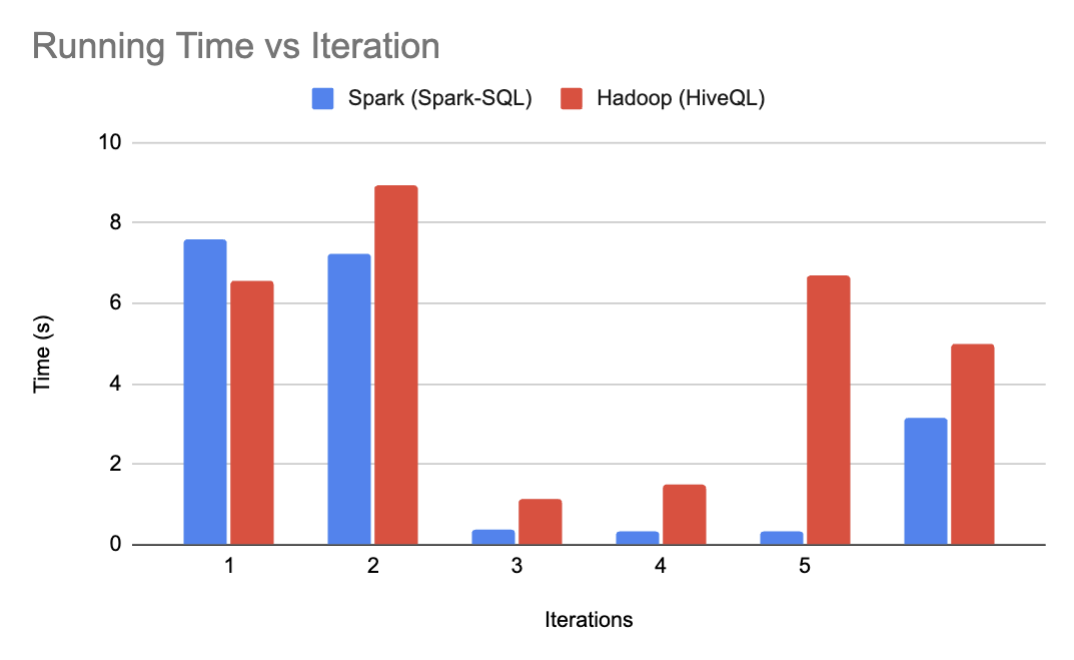 Running Time vs Iteration
Spark (Spark-SQL) Hadoop (HiveQL)
10
8
6
4
2
0
Time (s)
1 2 3 4 5
Iterations